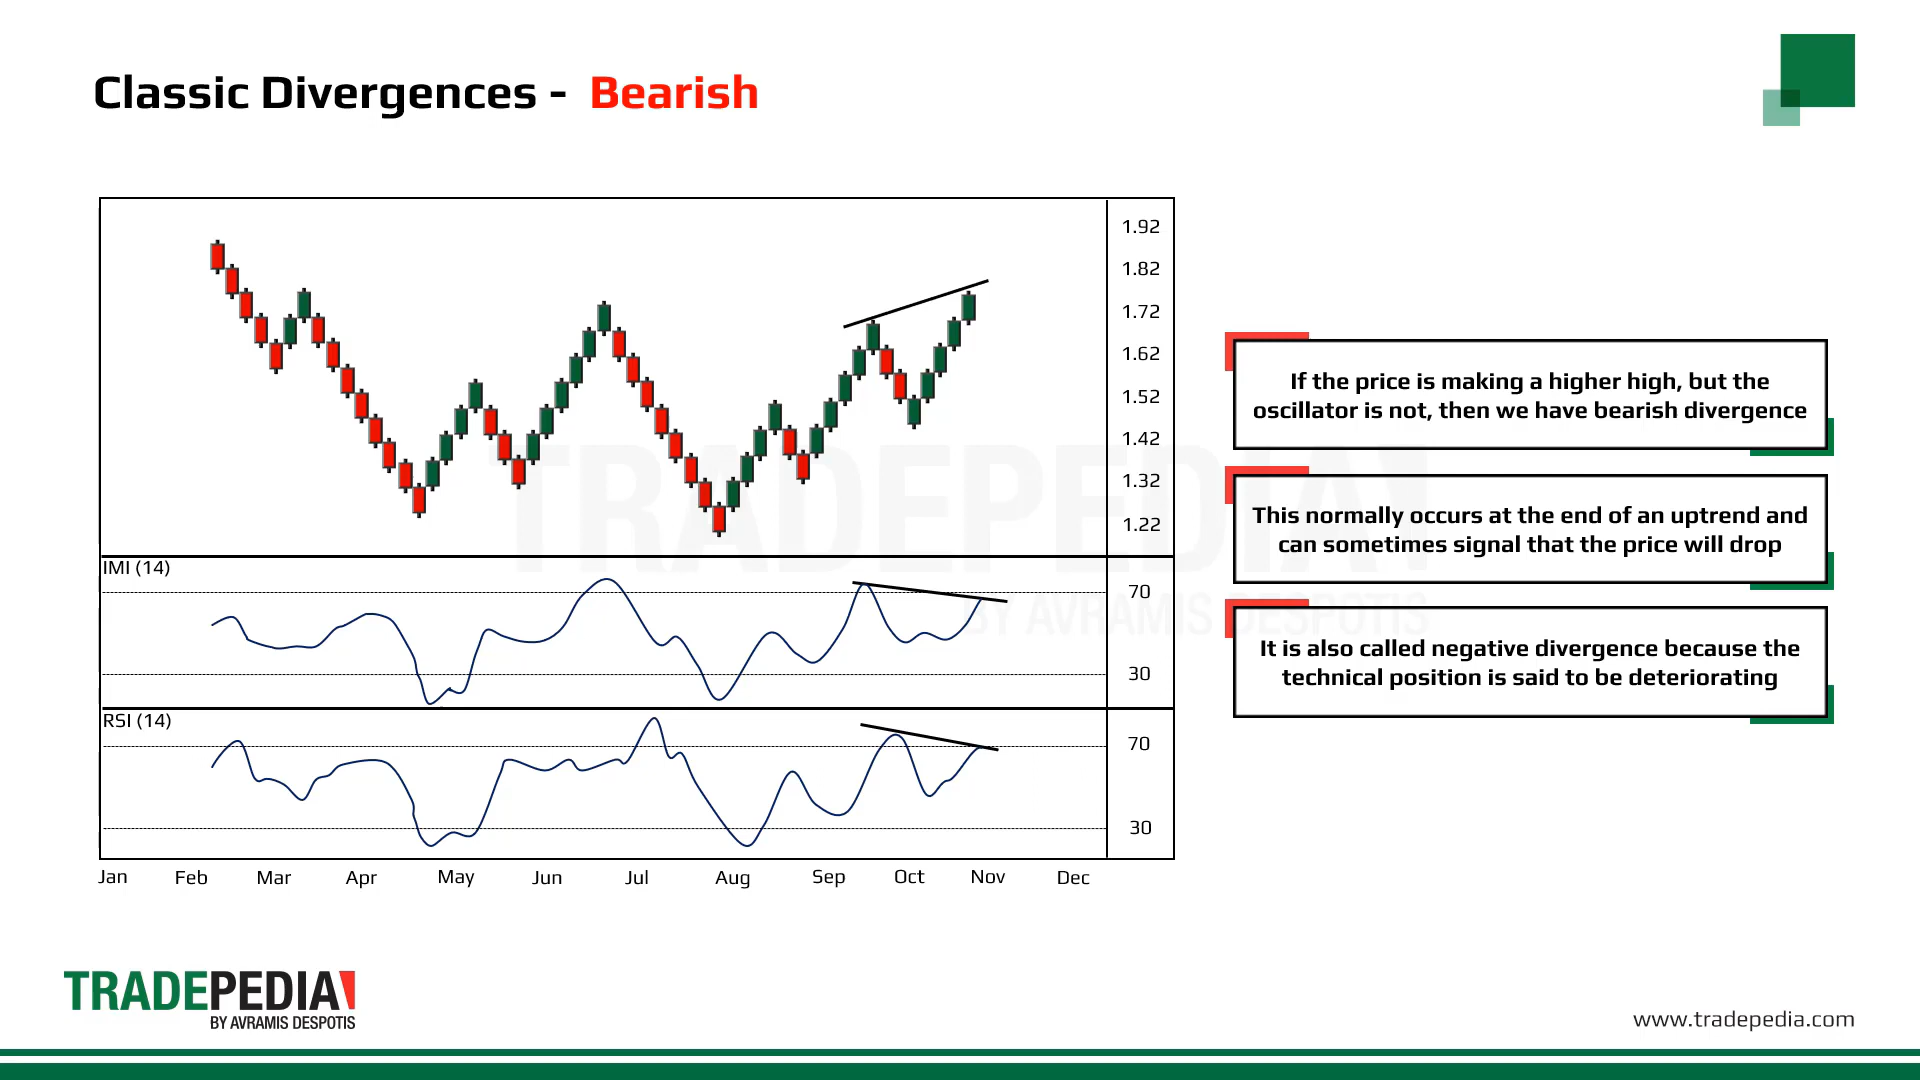 Classic Divergences - Bearish
1.92
1.82
1.72
1.62
1.52
1.42
1.32
1.22
IMI (14)
70
30
RSI (14)
70
30
Jan Feb Mar Apr May Jun Jul Aug Sep Oct Nov Dec
If the price is making a higher high, but the
oscillator is not, then we have bearish divergence
This normally occurs at the end of an uptrend and
can sometimes signal that the price will drop
It is also called negative divergence because the
technical position is said to be deteriorating
TRADEPEDIA
BY AVRAMIS DESPOTIS
TRADEPEDIA
BY AVRAMIS DESPOTIS
www.tradepedia.com